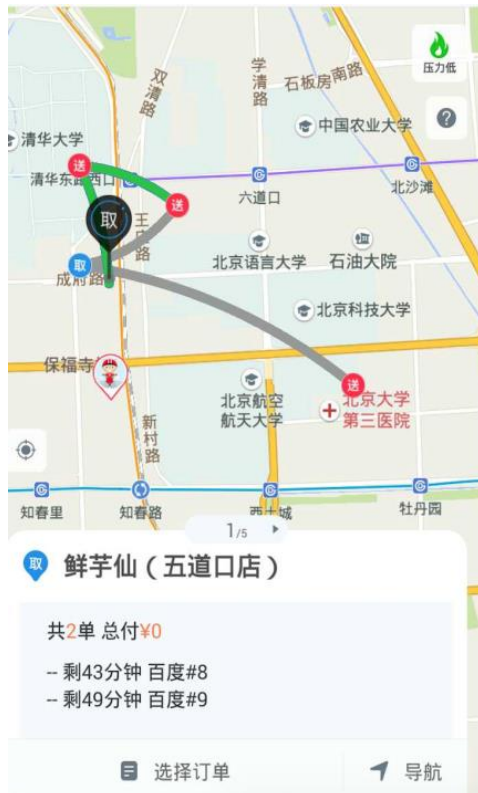 压力低
学清路
双清路
石板房南路
中国农业大学
清华大学
送
清华东路西口
六道口
北沙滩
送
取
王庄路
取
成府路
北京语言大学
石油大院
北京科技大学
保福寺
送
北京大学
第三医院
北京航空
航天大学
新村路
知春里
知春路
西土城
牡丹园
1/5
取 鲜芋仙（五道口店）
共2单 总付¥0
-- 剩43分钟 百度#8
-- 剩49分钟 百度#9
选择订单
导航